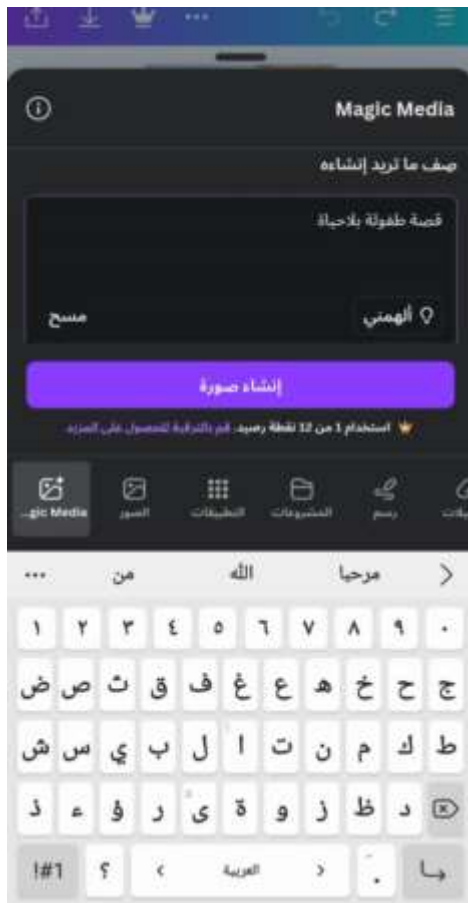 Magic Media
صف ما تريد إنشاءه
قصة طفولة بلاحياة
ألهمني
مسح
إنشاء صورة
استخدام 1 من 12 نقطة رصيد. قم بالترقية للحصول على المزيد
رسم المشروعات التطبيقات الصور ...gic Media
مرحبا الله من
١ ٢ ٣ ٤ ٥ ٦ ٧ ٨ ٩ ٠
ض ص ث ق ف غ ع ه خ ح ج
ش س ي ب ل ا ت ن م ك ط
ذ ء ؤ ر ى ة و ز ظ د
!#1 ؟ العربية .